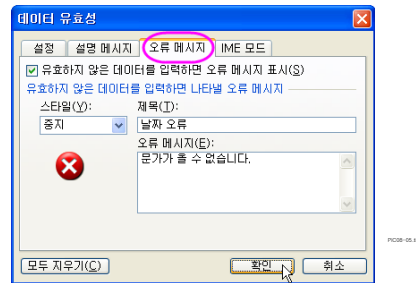 데이터 유효성
설정 설명 메시지 오류 메시지 IME 모드
유효하지 않은 데이터를 입력하면 오류 메시지 표시(S)
유효하지 않은 데이터를 입력하면 나타낼 오류 메시지
스타일(Y): 제목(T):
중지 날짜 오류
오류 메시지(E):
문가가 올 수 없습니다.
모두 지우기(C) 확인 취소